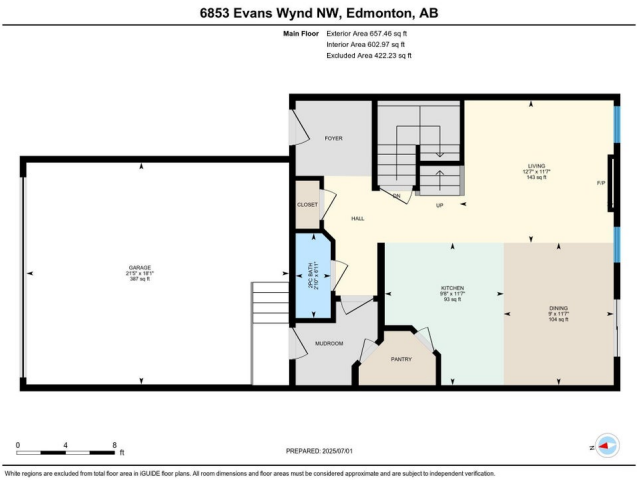 6853 Evans Wynd NW, Edmonton, AB
Main Floor Exterior Area 657.46 sq ft
Interior Area 602.97 sq ft
Excluded Area 422.23 sq ft
FOYER
LIVING
12'7" x 11'7"
143 sq ft
F/P
DN
UP
CLOSET
HALL
GARAGE
21'5" x 18'1"
387 sq ft
2PC BATH
2'10" x 6'11"
KITCHEN
9'8" x 11'7"
93 sq ft
DINING
9' x 11'7"
104 sq ft
MUDROOM
PANTRY
0 4 8
ft
PREPARED: 2025/07/01
N
White regions are excluded from total floor area in iGUIDE floor plans. All room dimensions and floor areas must be considered approximate and are subject to independent verification.